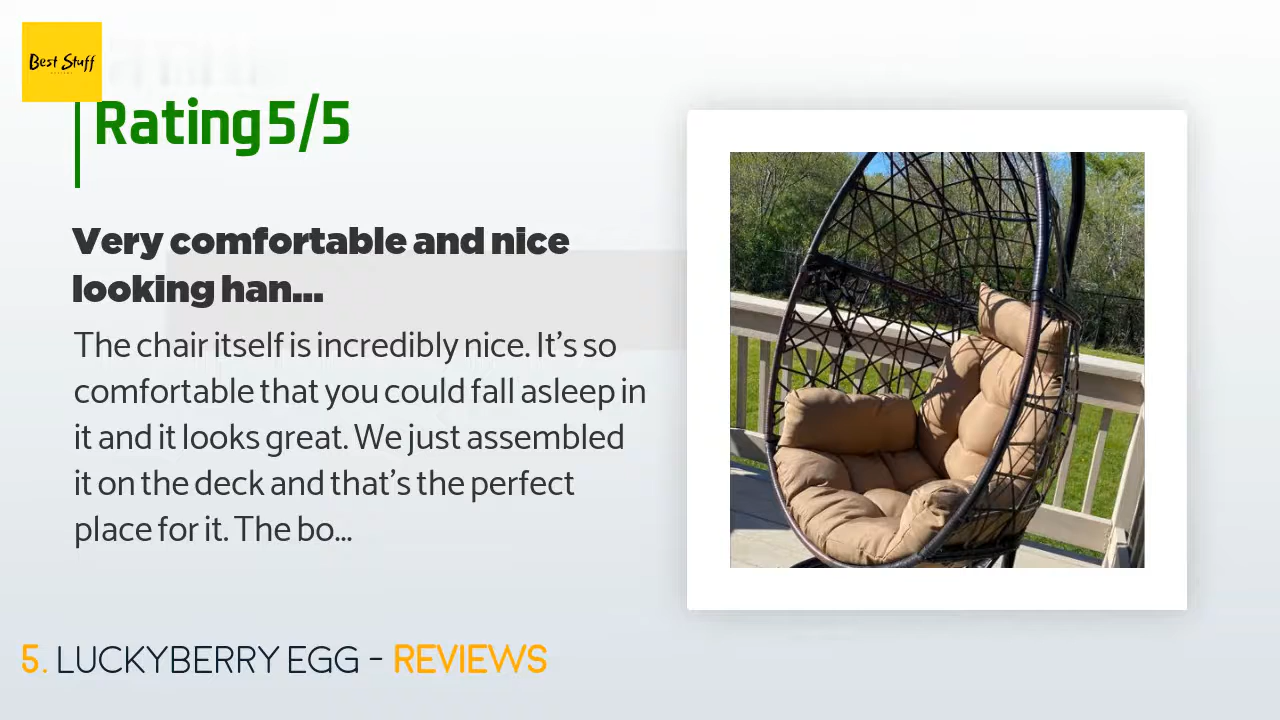 Best Stuff
Rating 5/5
Very comfortable and nice
looking han...
The chair itself is incredibly nice. It's so
comfortable that you could fall asleep in
it and it looks great. We just assembled
it on the deck and that's the perfect
place for it. The bo...
5. LUCKYBERRY EGG - REVIEWS